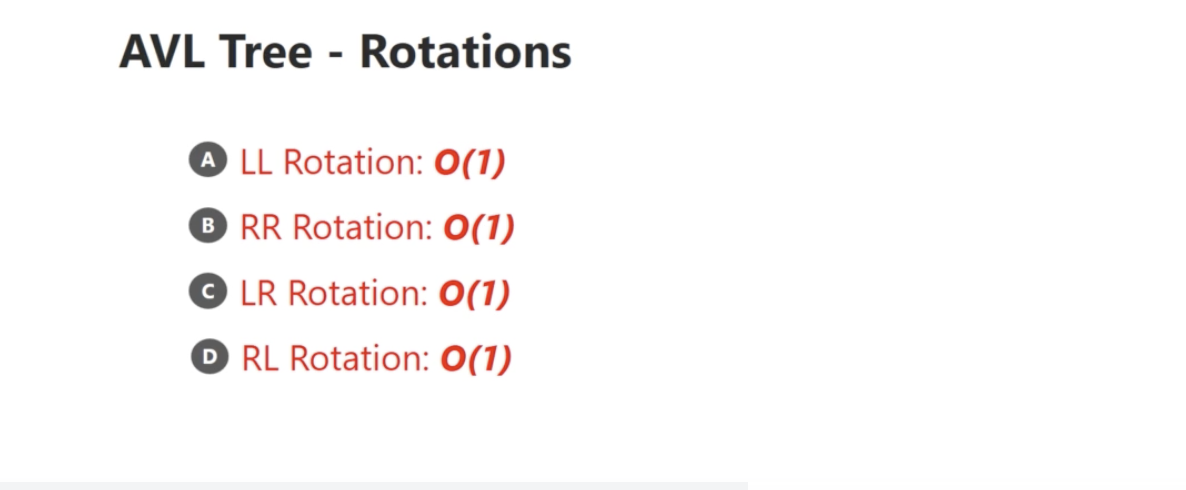 AVL Tree - Rotations
A LL Rotation: O(1)
B RR Rotation: O(1)
C LR Rotation: O(1)
D RL Rotation: O(1)